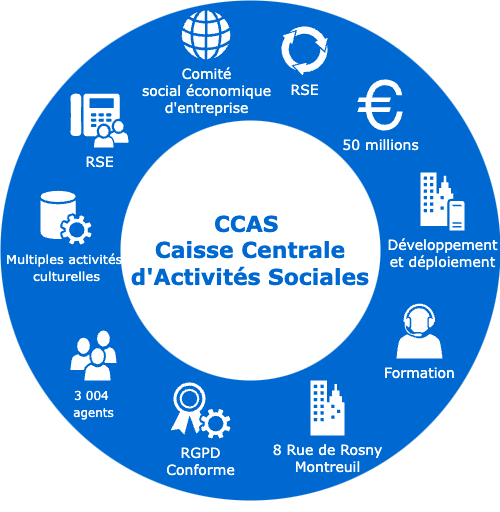 Comité
social économique
d'entreprise
RSE
50 millions
Développement
et déploiement
Formation
8 Rue de Rosny
Montreuil
RGPD
Conforme
3 004
agents
Multiples activités
culturelles
RSE
CCAS
Caisse Centrale
d'Activités Sociales